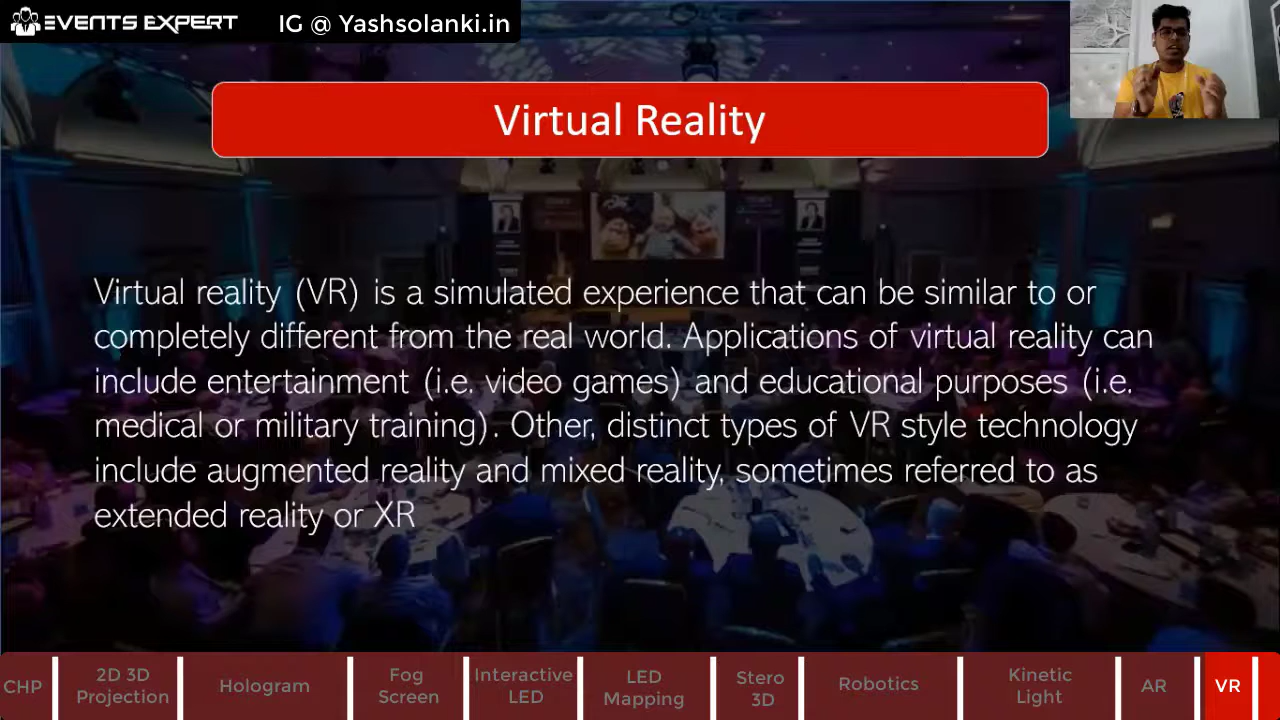 EVENTS EXPERT
IG @ Yashsolanki.in
Virtual Reality
Virtual reality (VR) is a simulated experience that can be similar to or
completely different from the real world. Applications of virtual reality can
include entertainment (i.e. video games) and educational purposes (i.e.
medical or military training). Other, distinct types of VR style technology
include augmented reality and mixed reality, sometimes referred to as
extended reality or XR
CHP
2D 3D
Projection
Hologram
Fog
Screen
Interactive
LED
LED
Mapping
Stero
3D
Robotics
Kinetic
Light
AR
VR